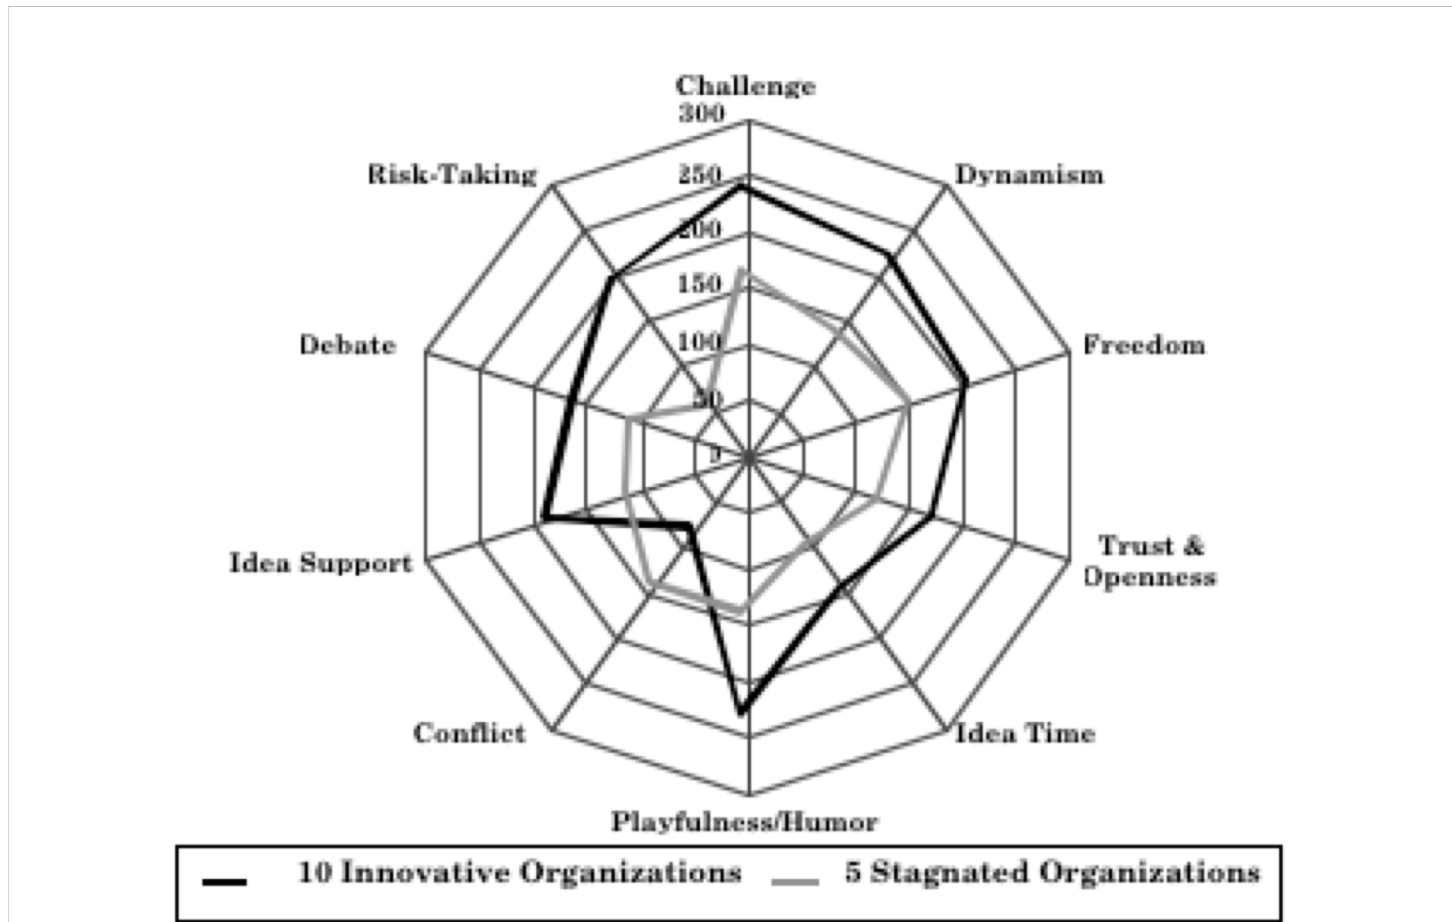 Challenge
300
Risk-Taking
250
Dynamism
200
150
Debate
100
Freedom
50
0
Idea Support
Trust &
Openness
Conflict
Idea Time
Playfulness/Humor
10 Innovative Organizations
5 Stagnated Organizations